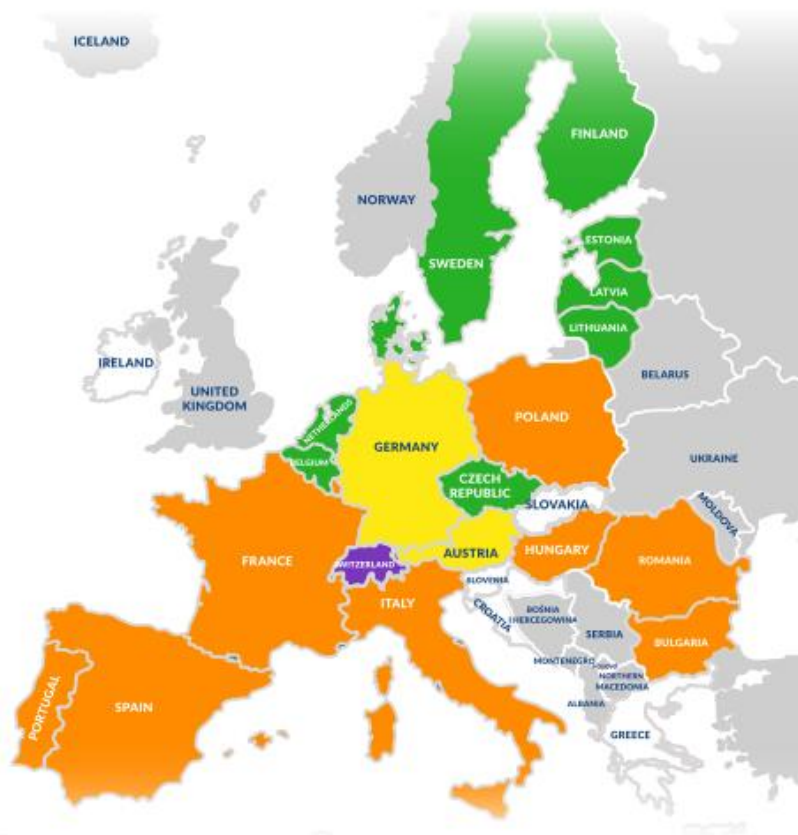 ICELAND
FINLAND
NORWAY
SWEDEN
ESTONIA
LATVIA
LITHUANIA
IRELAND
UNITED
KINGDOM
BELARUS
NETHERLANDS
POLAND
GERMANY
BELGIUM
UKRAINE
CZECH
REPUBLIC
SLOVAKIA
MOLDOVA
FRANCE
SWITZERLAND
AUSTRIA
HUNGARY
ROMANIA
SLOVENIA
ITALY
CROATIA
BOŚNIA
I HERCEGOWINA
SERBIA
BULGARIA
MONTENEGRO
NORTHERN
MACEDONIA
ALBANIA
PORTUGAL
SPAIN
GREECE